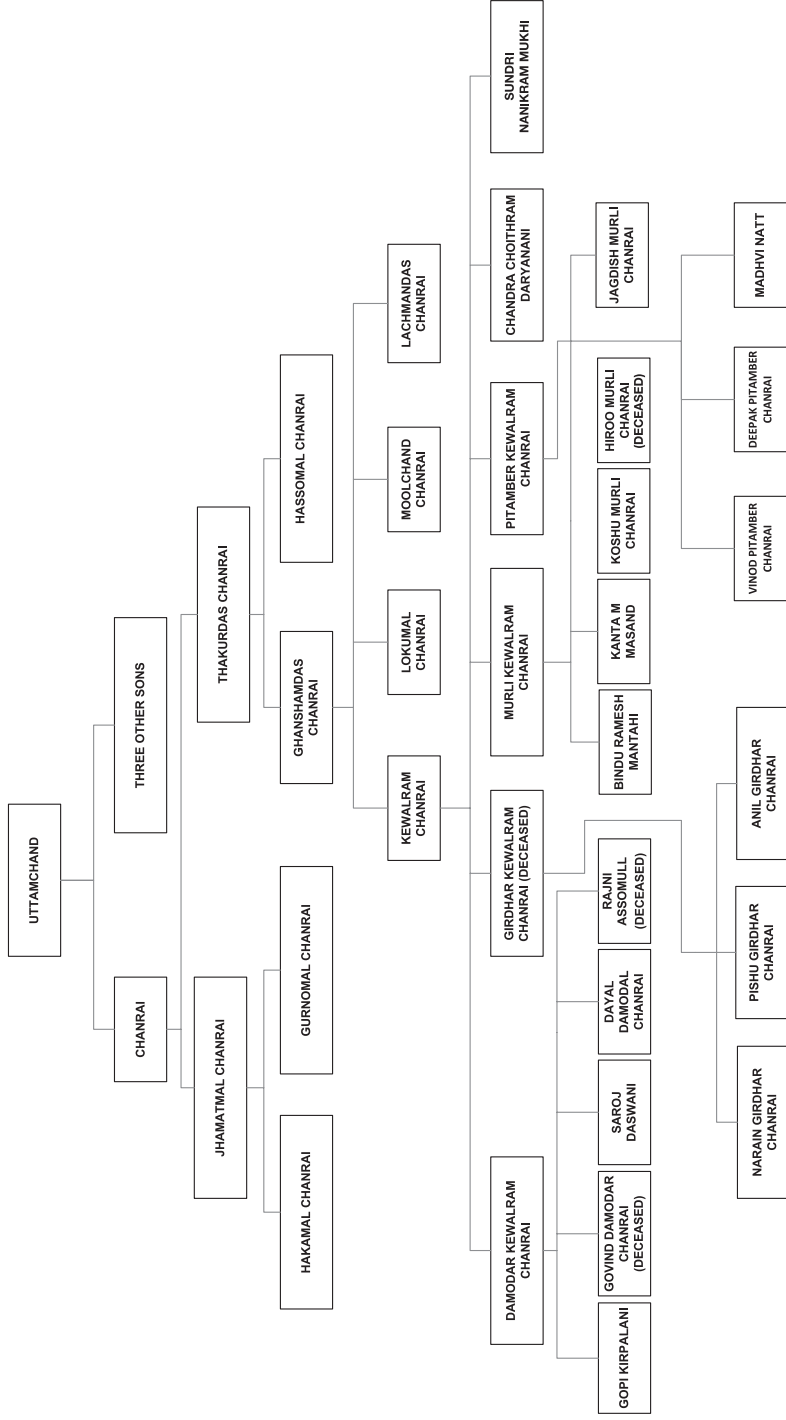 UTTAMCHAND
CHANRAI
THREE OTHER SONS
JHAMATMAL CHANRAI
THAKURDAS CHANRAI
HAKAMAL CHANRAI
GURNOMAL CHANRAI
GHANSHAMDAS
CHANRAI
HASSOMAL CHANRAI
KEWALRAM
CHANRAI
LOKUMAL
CHANRAI
MOOLCHAND
CHANRAI
LACHMANDAS
CHANRAI
DAMODAR KEWALRAM
CHANRAI
GIRDHAR KEWALRAM
CHANRAI (DECEASED)
MURLI KEWALRAM
CHANRAI
PITAMBER KEWALRAM
CHANRAI
CHANDRA CHOITHRAM
DARYANANI
SUNDRI
NANIKRAM MUKHI
GOPI KIRPALANI
GOVIND DAMODAR
CHANRAI
(DECEASED)
SAROJ
DASWANI
DAYAL
DAMODAL
CHANRAI
RAJNI
ASSOMULL
(DECEASED)
BINDU RAMESH
MANTAHI
KANTA M
MASAND
KOSHU MURLI
CHANRAI
HIROO MURLI
CHANRAI
(DECEASED)
JAGDISH MURLI
CHANRAI
NARAIN GIRDHAR
CHANRAI
PISHU GIRDHAR
CHANRAI
ANIL GIRDHAR
CHANRAI
VINOD PITAMBER
CHANRAI
DEEPAK PITAMBER
CHANRAI
MADHVI NATT